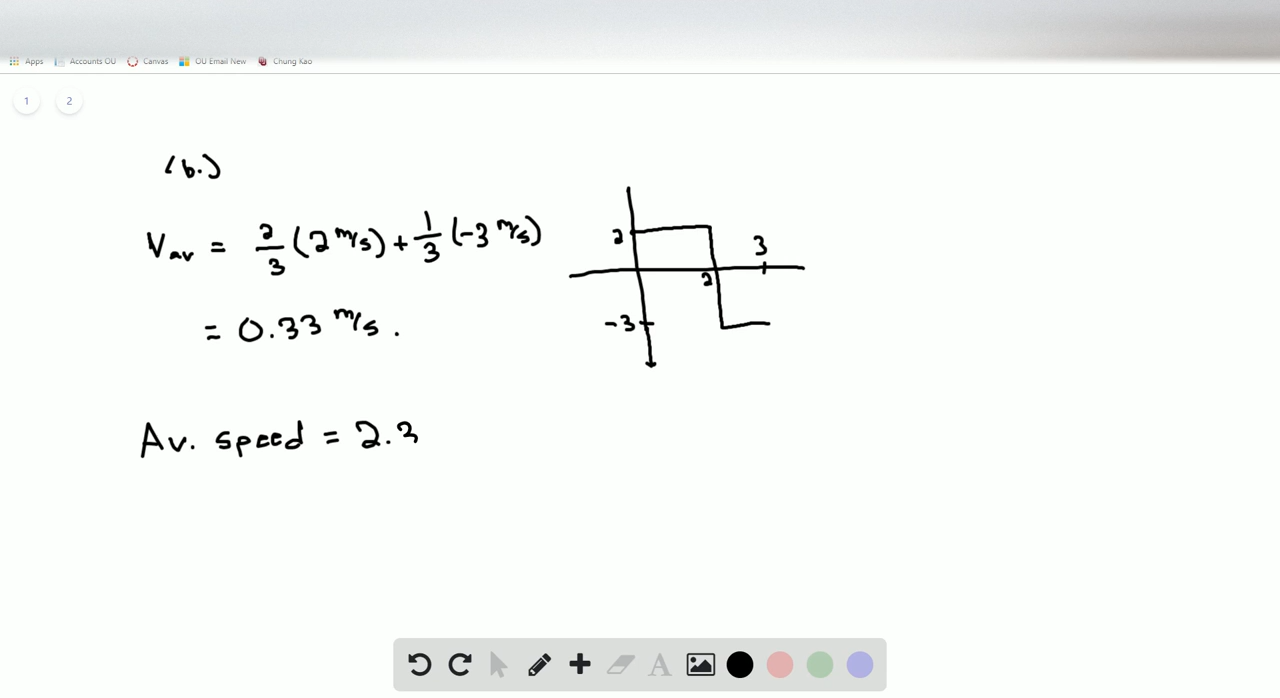 Apps Accounts OU Canvas OU Email New Chung Kao
1 2
(b.)
Vav = 2/3 (2 m/s) + 1/3 (-3 m/s)
= 0.33 m/s.
Av. speed = 2.3
2
3
2
-3
A